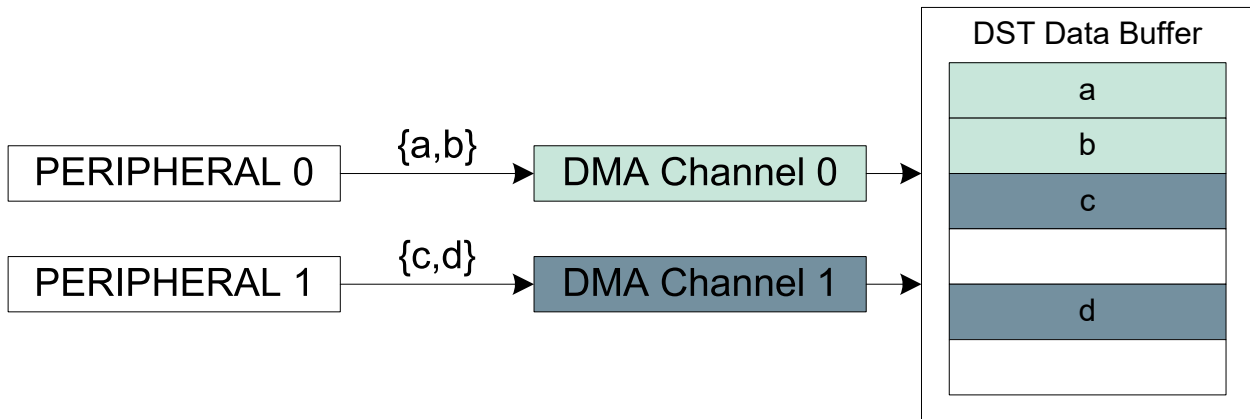 DST Data Buffer
a
b
c
d
{a,b}
PERIPHERAL 0
DMA Channel 0
{c,d}
PERIPHERAL 1
DMA Channel 1